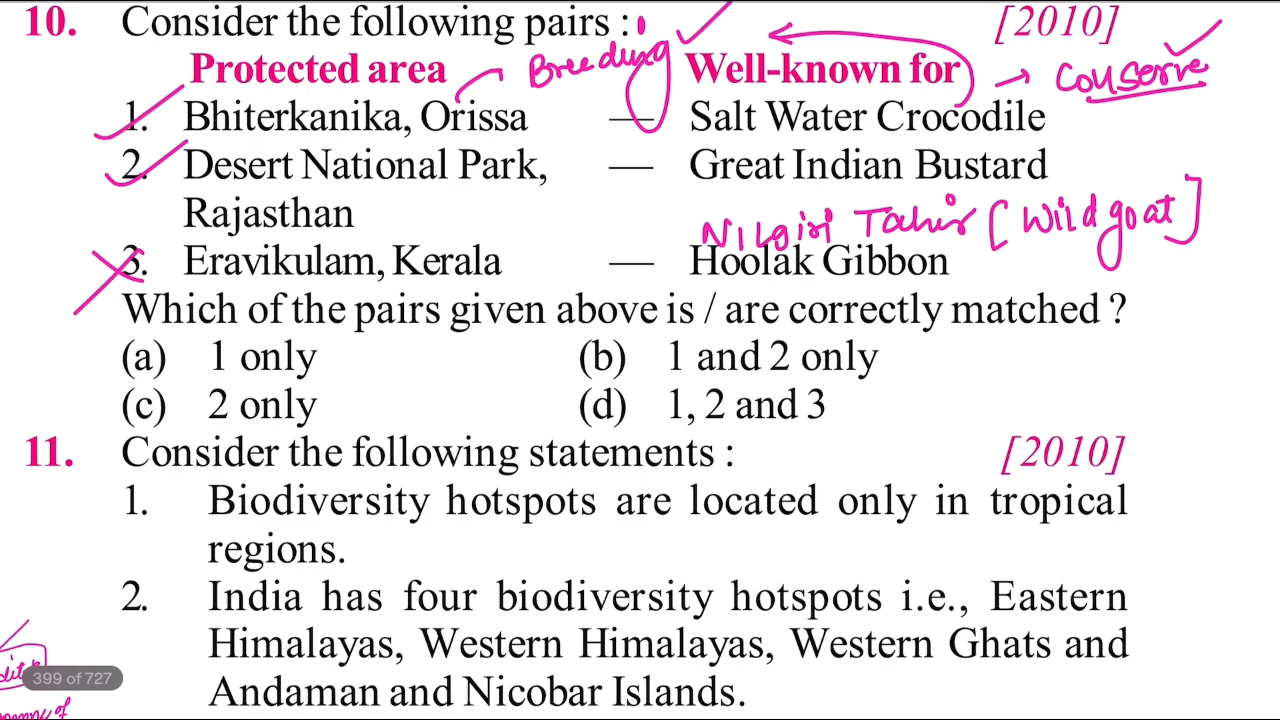 10. Consider the following pairs : [2010]
Breeding
Protected area Well-known for → Conserve
1. Bhiterkanika, Orissa — Salt Water Crocodile
2. Desert National Park, — Great Indian Bustard
Rajasthan
Nilgiri Tahir [Wild goat]
3. Eravikulam, Kerala — Hoolak Gibbon
Which of the pairs given above is / are correctly matched ?
(a) 1 only (b) 1 and 2 only
(c) 2 only (d) 1, 2 and 3
11. Consider the following statements : [2010]
1. Biodiversity hotspots are located only in tropical
regions.
2. India has four biodiversity hotspots i.e., Eastern
Himalayas, Western Himalayas, Western Ghats and
399 of 727
Andaman and Nicobar Islands.
of